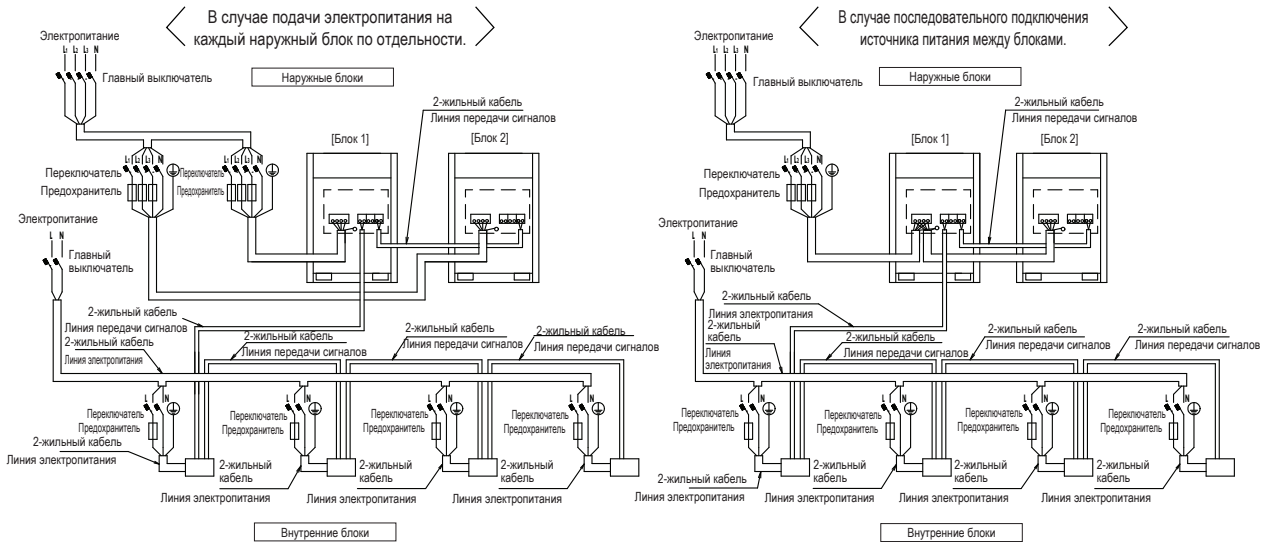 В случае подачи электропитания на
каждый наружный блок по отдельности.
Электропитание
L₁ L₂ L₃ N
Главный выключатель
Наружные блоки
2-жильный кабель
Линия передачи сигналов
[Блок 1]
[Блок 2]
L₁ L₂ L₃ N
L₁ L₂ L₃ N
Переключатель
Переключатель
Предохранитель
Предохранитель
Электропитание
L N
Главный
выключатель
2-жильный кабель
Линия передачи сигналов
2-жильный кабель
Линия электропитания
2-жильный кабель
Линия передачи сигналов
2-жильный кабель
Линия передачи сигналов
2-жильный кабель
Линия передачи сигналов
L N
L N
L N
L N
Переключатель
Предохранитель
Переключатель
Предохранитель
Переключатель
Предохранитель
Переключатель
Предохранитель
2-жильный кабель
Линия электропитания
2-жильный
кабель
Линия электропитания
2-жильный
кабель
Линия электропитания
2-жильный
кабель
Линия электропитания
Внутренние блоки
В случае последовательного подключения
источника питания между блоками.
Электропитание
L₁ L₂ L₃ N
Главный выключатель
Наружные блоки
2-жильный кабель
Линия передачи сигналов
[Блок 1]
[Блок 2]
L₁ L₂ L₃ N
Переключатель
Предохранитель
Электропитание
L N
Главный
выключатель
2-жильный кабель
Линия электропитания
2-жильный
кабель
Линия
электропитания
2-жильный кабель
Линия передачи сигналов
2-жильный кабель
Линия передачи сигналов
2-жильный кабель
Линия передачи сигналов
L N
L N
L N
L N
Переключатель
Предохранитель
Переключатель
Предохранитель
Переключатель
Предохранитель
Переключатель
Предохранитель
2-жильный кабель
Линия электропитания
2-жильный
кабель
Линия электропитания
2-жильный
кабель
Линия электропитания
2-жильный
кабель
Линия электропитания
Внутренние блоки